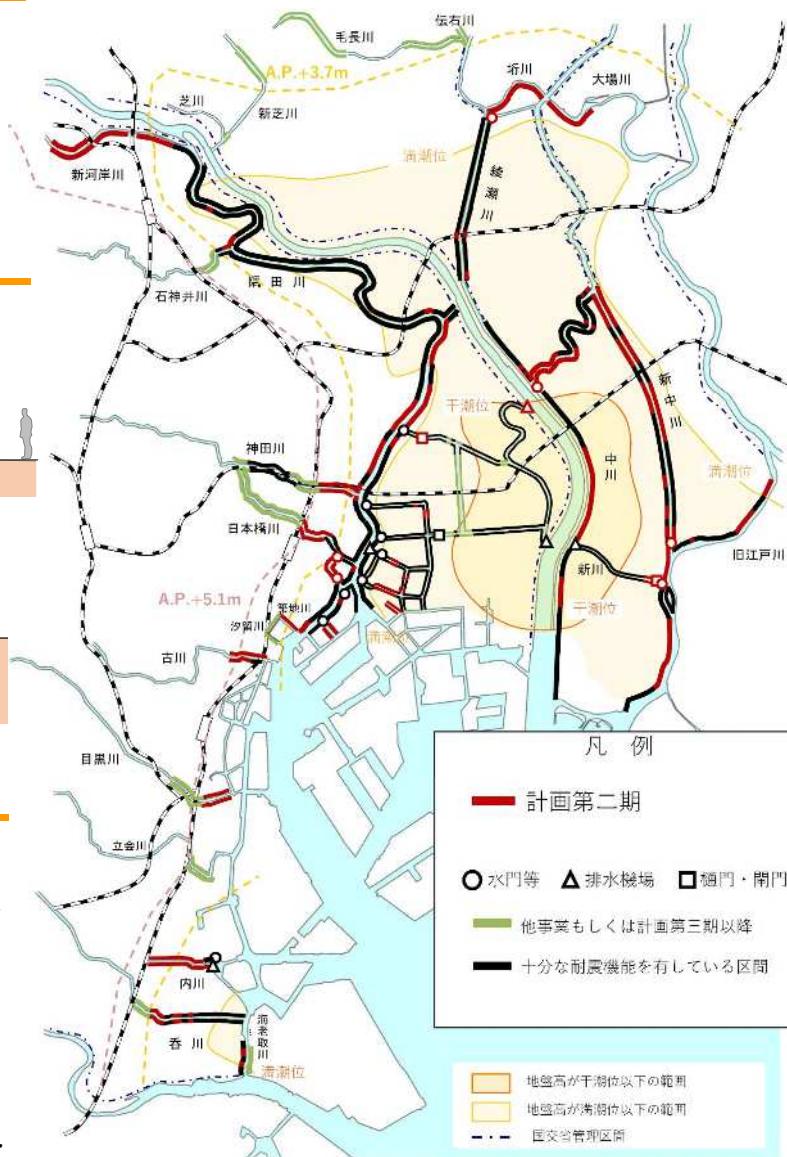 伝右川
毛長川
A.P.+3.7m
垳川
大場川
芝川
新芝川
満潮位
綾瀬川
新河岸川
石神井川
隅田川
干潮位
新中川
神田川
中川
満潮位
日本橋川
旧江戸川
新川
A.P.+5.1m
築地川
干潮位
汐留川
満潮位
古川
目黒川
立会川
内川
呑川
海老取川
満潮位
凡 例
計画第二期
水門等 排水機場 樋門・閘門
他事業もしくは計画第三期以降
十分な耐震機能を有している区間
地盤高が干潮位以下の範囲
地盤高が満潮位以下の範囲
国交省管理区間